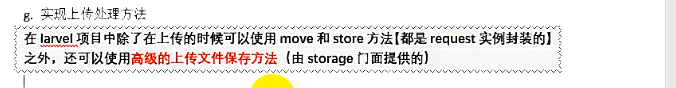 g. 实现上传处理方法
在 larvel 项目中除了在上传的时候可以使用 move 和 store 方法【都是 request 实例封装的】
之外，还可以使用高级的上传文件保存方法（由 storage 门面提供的）